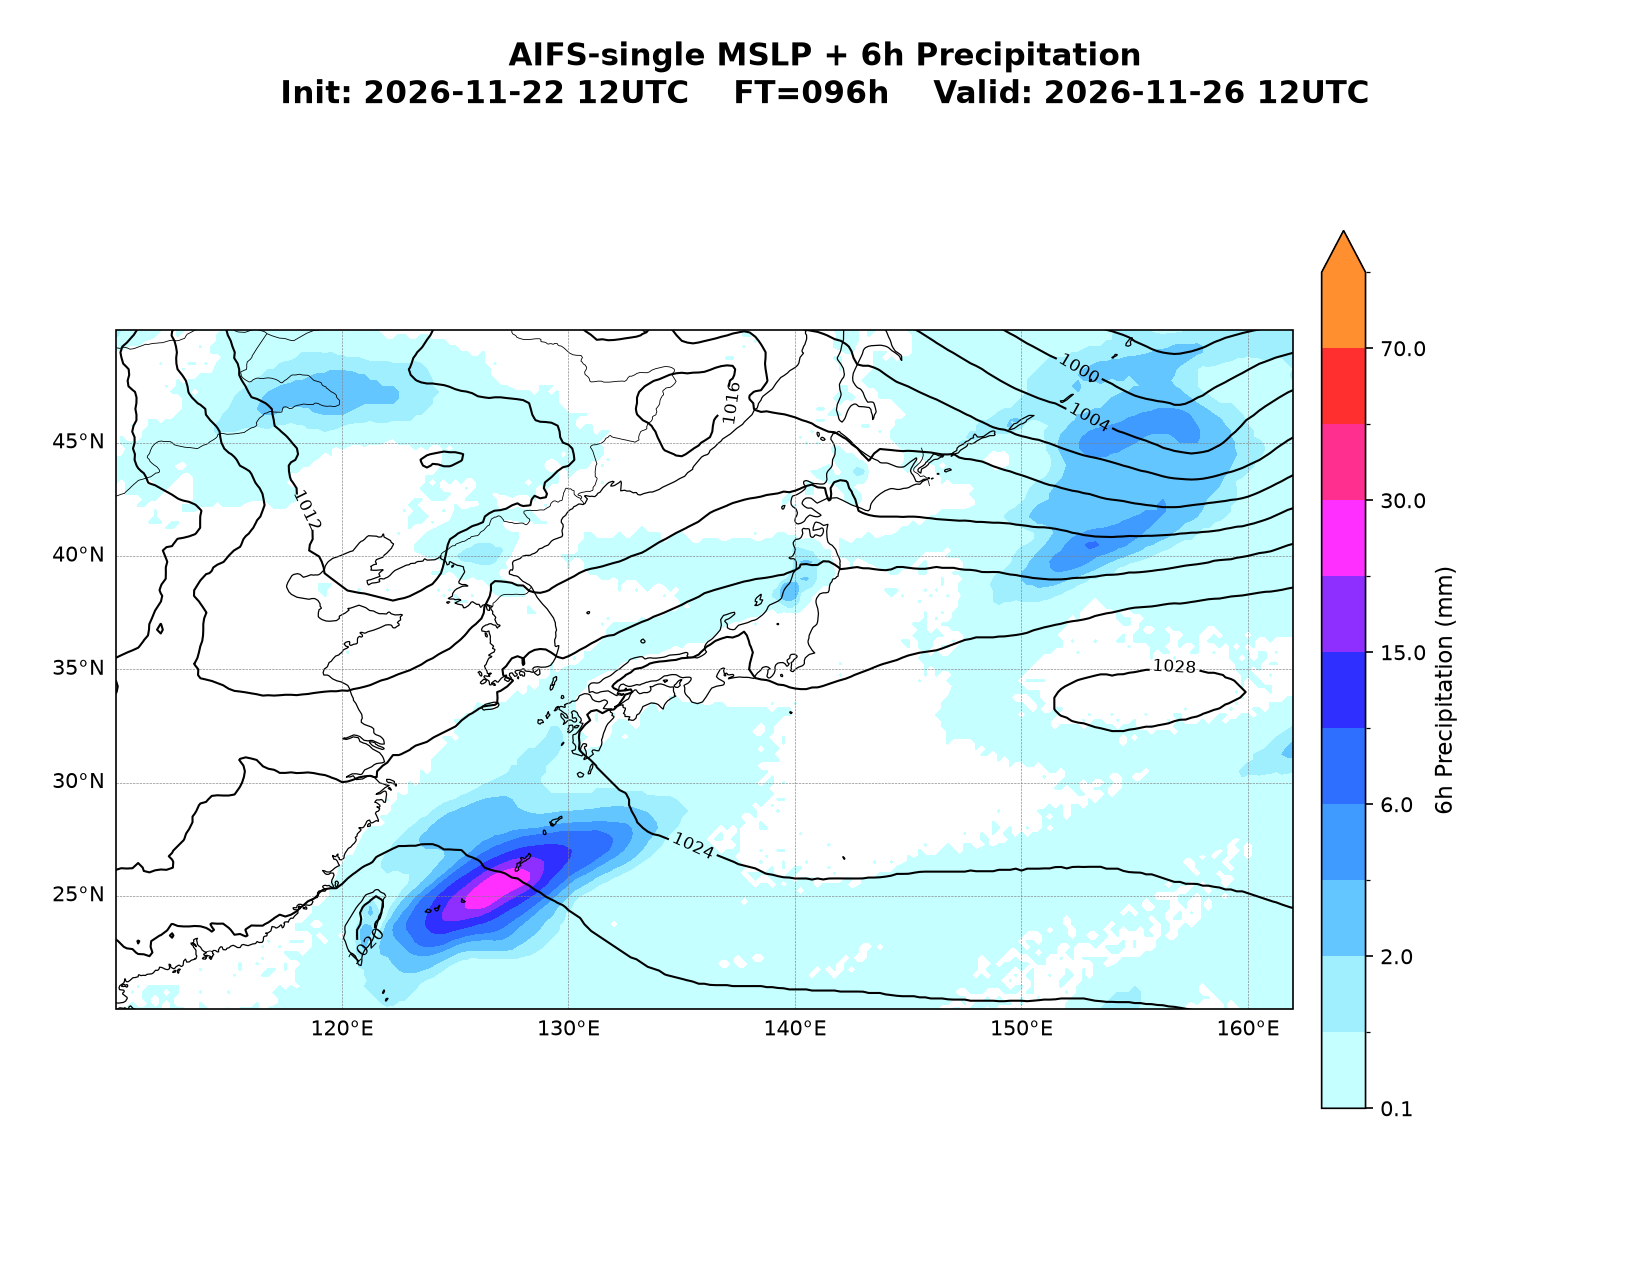 AIFS-single MSLP + 6h Precipitation
Init: 2026-11-22 12UTC    FT=096h    Valid: 2026-11-26 12UTC
1000
1004
1016
1012
1028
1024
020
45°N
40°N
35°N
30°N
25°N
120°E
130°E
140°E
150°E
160°E
70.0
30.0
15.0
6.0
2.0
0.1
6h Precipitation (mm)